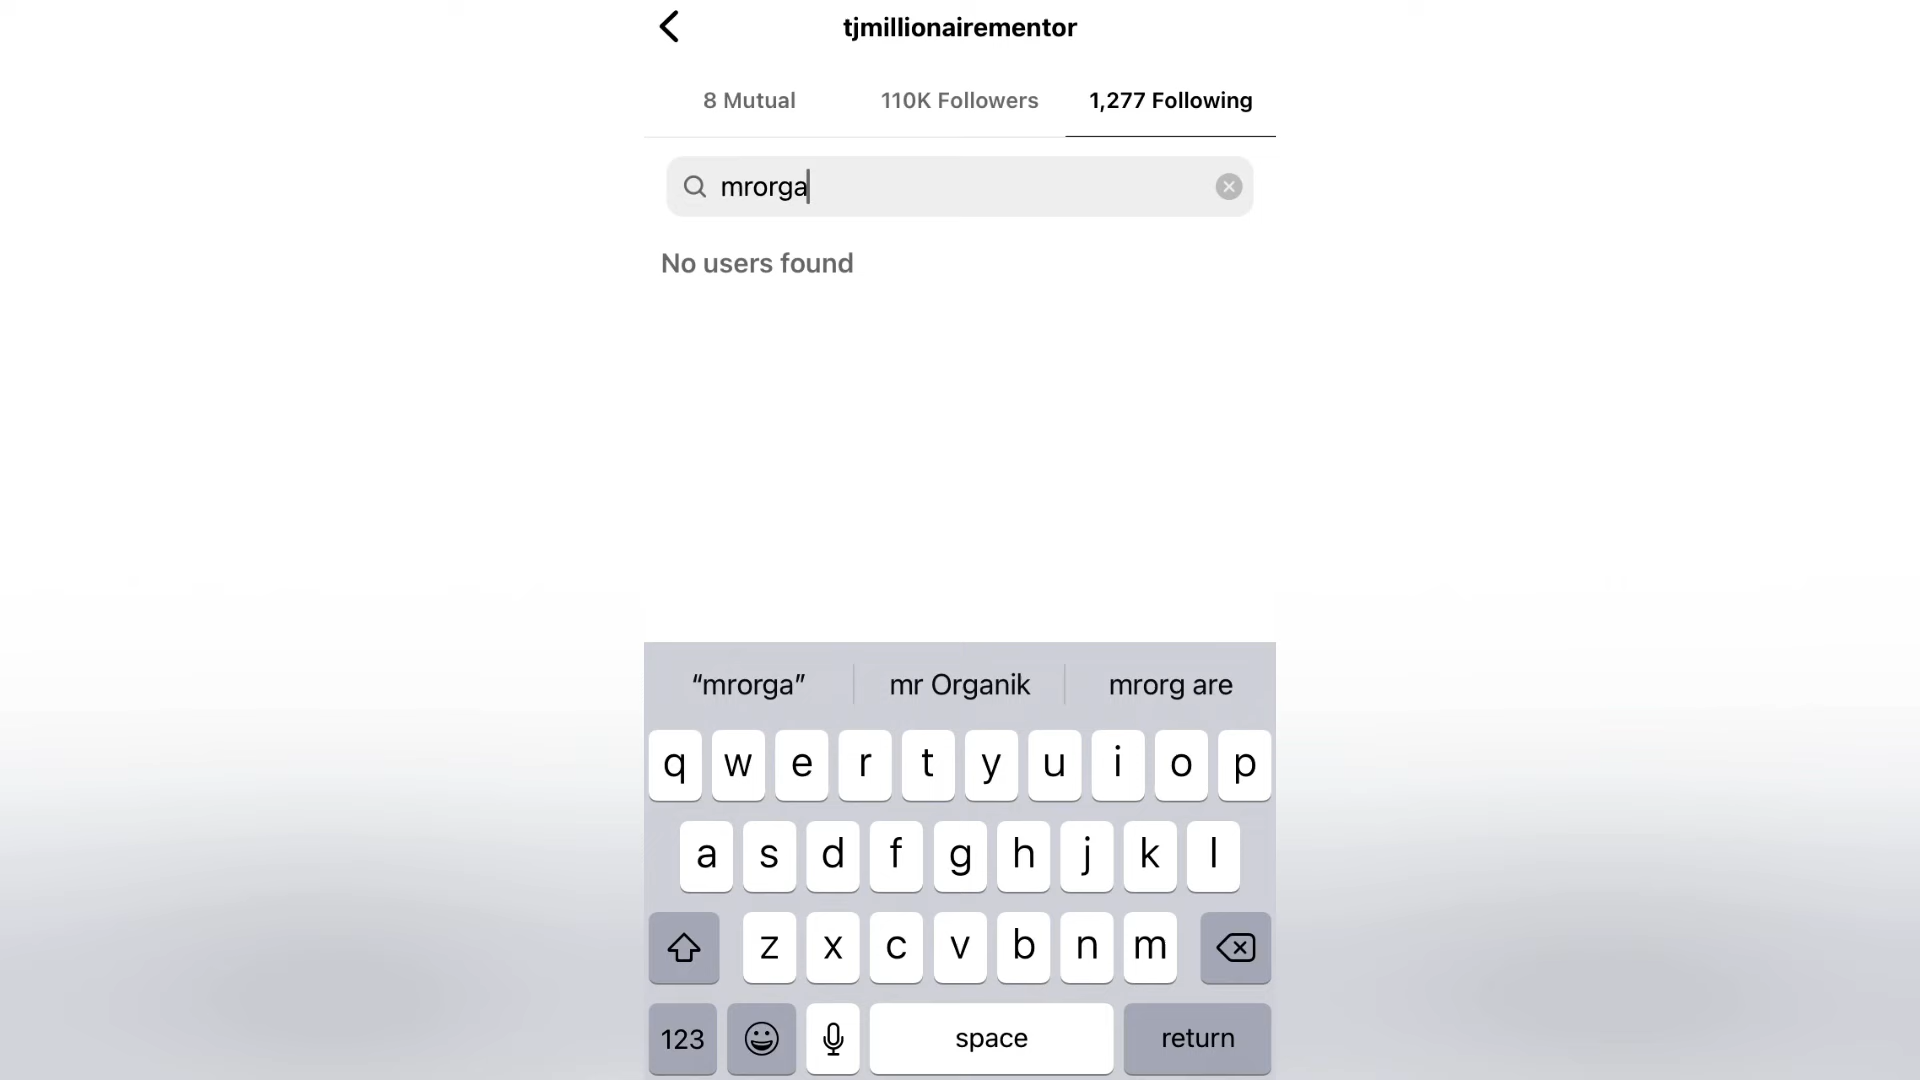 tjmillionairementor
8 Mutual 110K Followers 1,277 Following
mrorga
No users found
“mrorga” mr Organik mrorg are
q w e r t y u i o p
a s d f g h j k l
z x c v b n m
123 space return